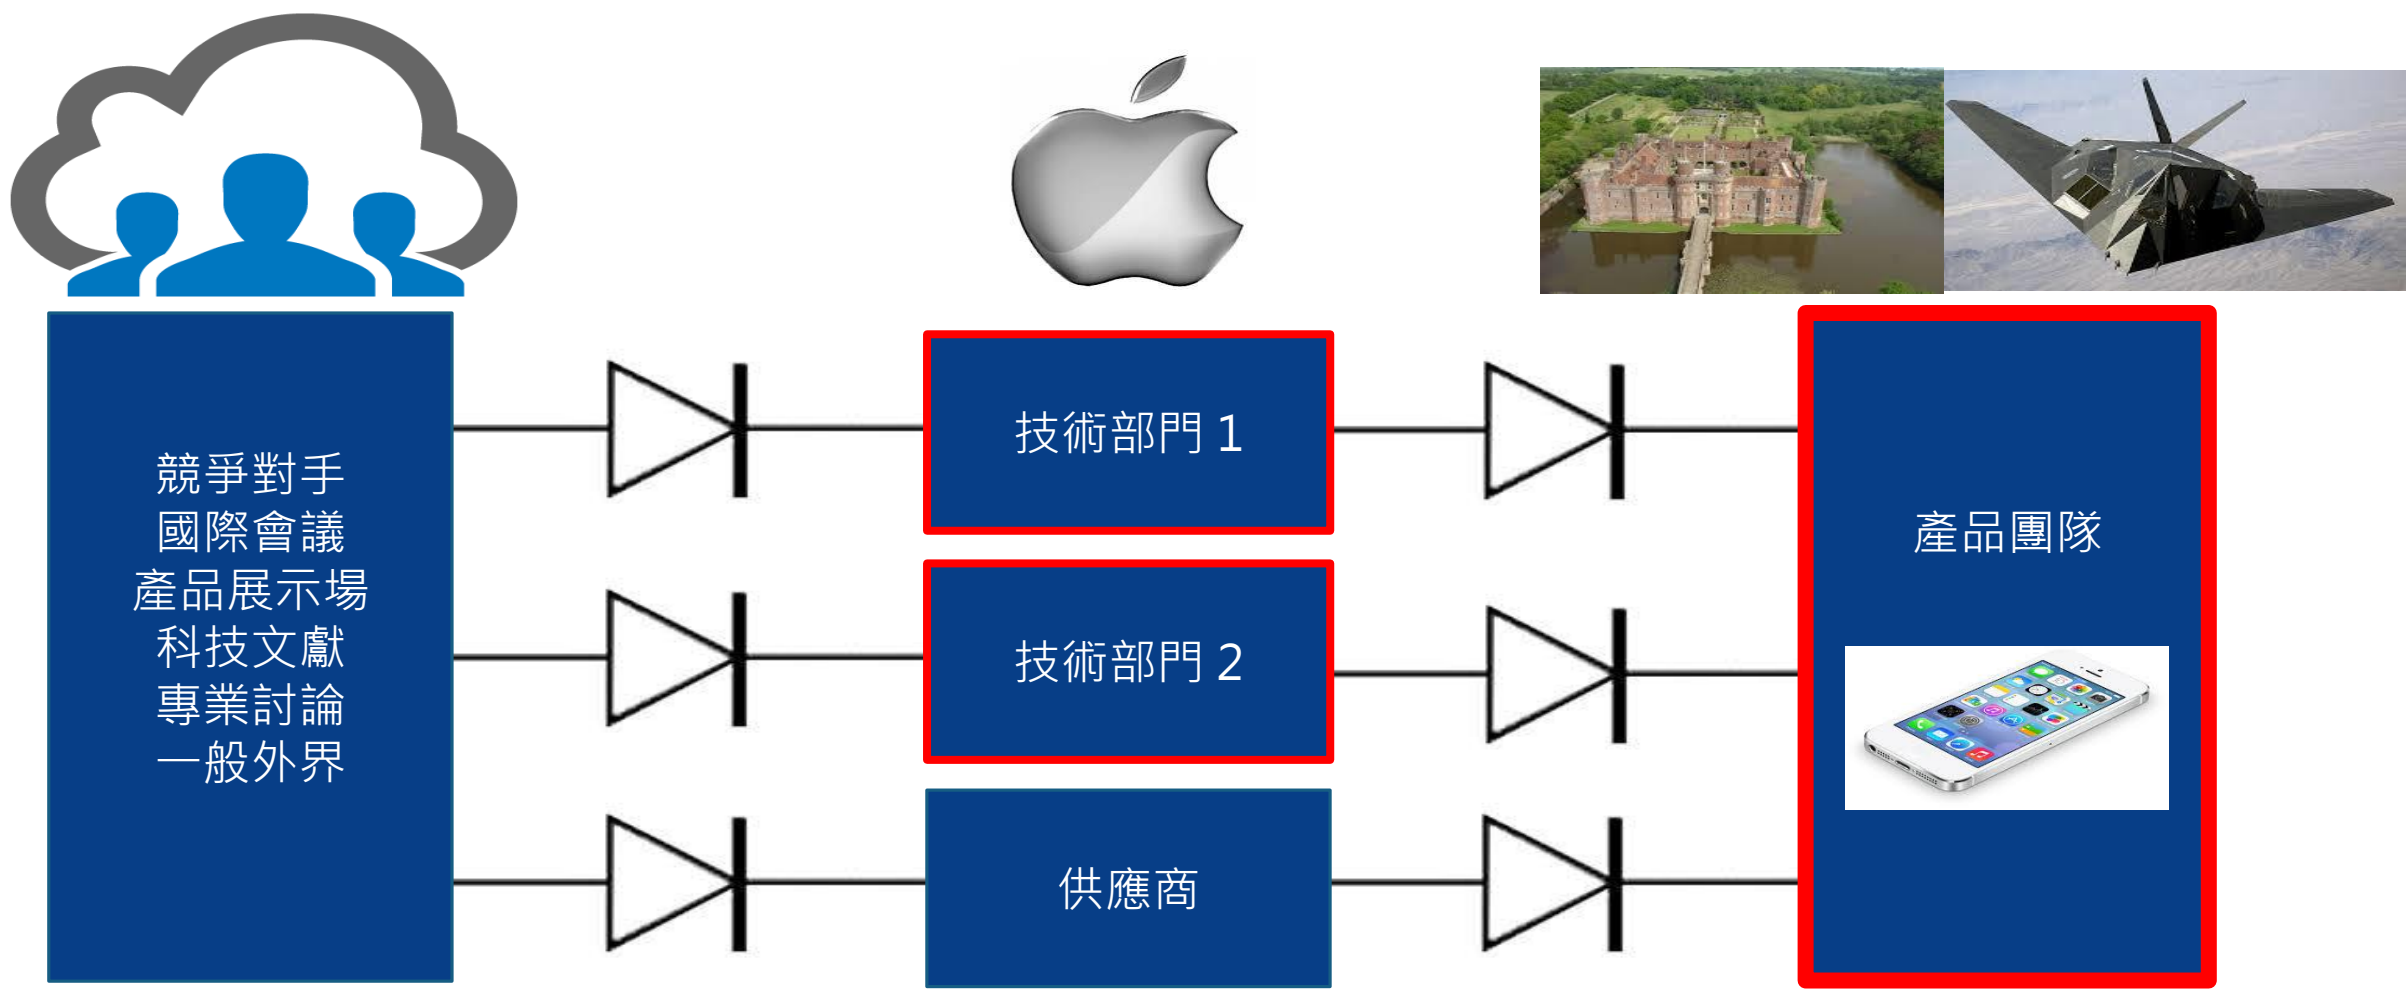 競爭對手
國際會議
產品展示場
科技文獻
專業討論
一般外界
技術部門 1
技術部門 2
供應商
產品團隊